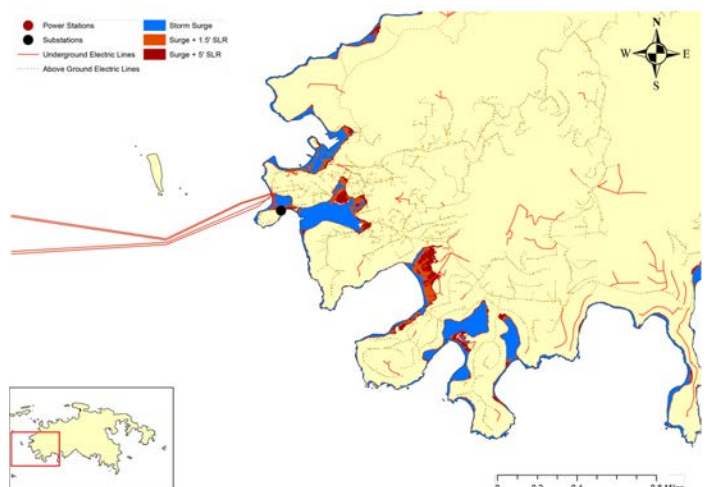 Power Stations
Substations
Underground Electric Lines
Above Ground Electric Lines
Storm Surge
Surge + 1.5' SLR
Surge + 5' SLR
N
W E
S